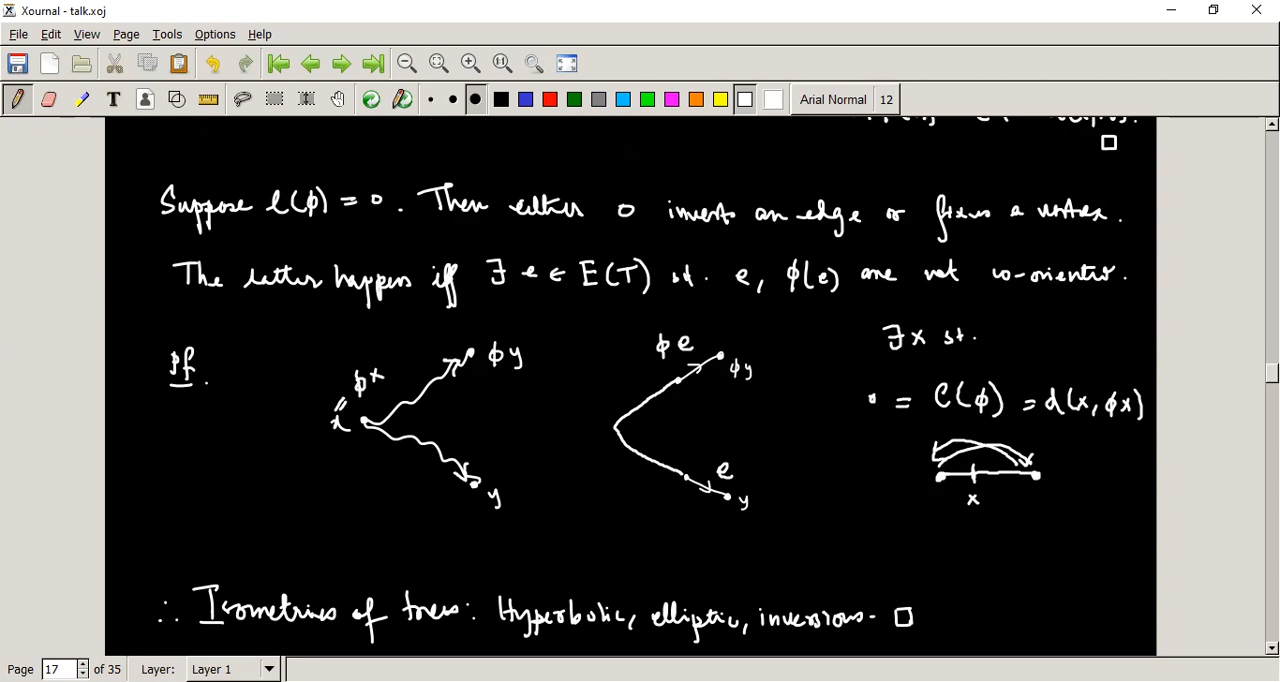 Xournal - talk.xoj
File Edit View Page Tools Options Help
Arial Normal 12
Suppose l(φ) = 0. Then either 0 inverts an edge or fixes a vertex.
The latter happens iff ∃ e ∈ E(T) st. e, φ(e) are not co-oriented.
Pf.
φx
x
φy
y
φe
φy
e
y
∃ x st.
0 = l(φ) = d(x, φx)
x
∴ Isometries of trees: Hyperbolic, elliptic, inversions. □
Page 17 of 35 Layer: Layer 1